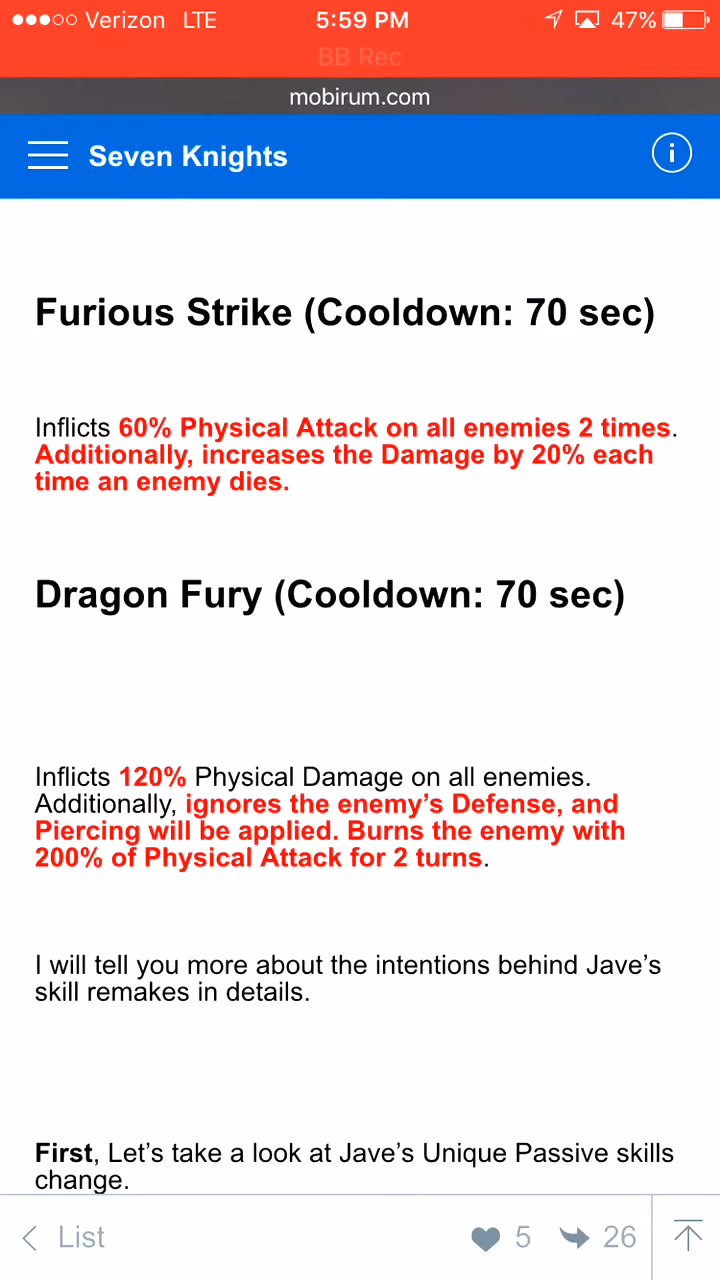 Verizon LTE 5:59 PM 47%
BB Rec
mobirum.com
Seven Knights
Furious Strike (Cooldown: 70 sec)
Inflicts 60% Physical Attack on all enemies 2 times.
Additionally, increases the Damage by 20% each
time an enemy dies.
Dragon Fury (Cooldown: 70 sec)
Inflicts 120% Physical Damage on all enemies.
Additionally, ignores the enemy’s Defense, and
Piercing will be applied. Burns the enemy with
200% of Physical Attack for 2 turns.
I will tell you more about the intentions behind Jave’s
skill remakes in details.
First, Let’s take a look at Jave’s Unique Passive skills
change.
List 5 26